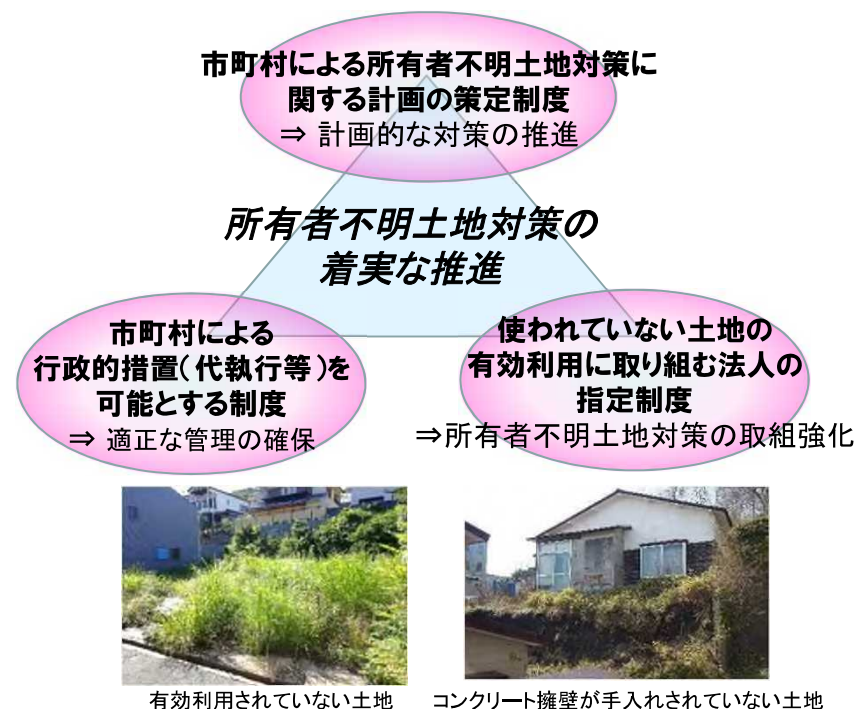 市町村による所有者不明土地対策に
関する計画の策定制度
⇒ 計画的な対策の推進
所有者不明土地対策の
着実な推進
市町村による
行政的措置(代執行等)を
可能とする制度
⇒ 適正な管理の確保
使われていない土地の
有効利用に取り組む法人の
指定制度
⇒所有者不明土地対策の取組強化
有効利用されていない土地
コンクリート擁壁が手入れされていない土地